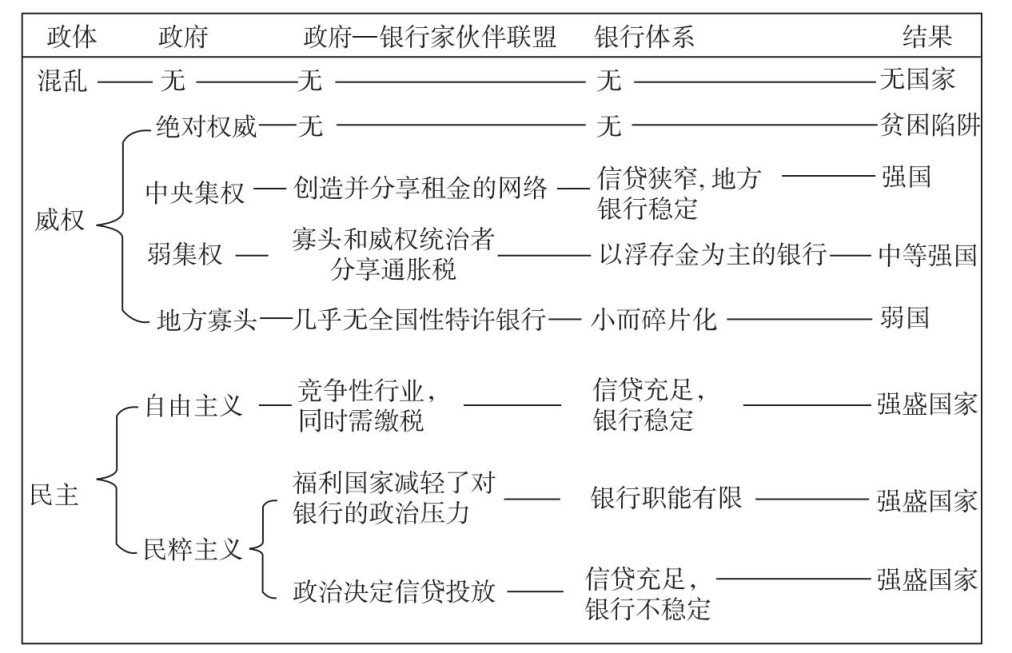 政体 政府 政府—银行家伙伴联盟 银行体系 结果
混乱 无 无 无 无国家
威权
绝对权威 无 无 贫困陷阱
中央集权 创造并分享租金的网络 信贷狭窄，地方 强国
银行稳定
弱集权 寡头和威权统治者 以浮存金为主的银行 中等强国
分享通胀税
地方寡头 几乎无全国性特许银行 小而碎片化 弱国
民主
自由主义 竞争性行业， 信贷充足， 强盛国家
同时需缴税 银行稳定
民粹主义
福利国家减轻了对 银行职能有限 强盛国家
银行的政治压力
政治决定信贷投放 信贷充足， 强盛国家
银行不稳定